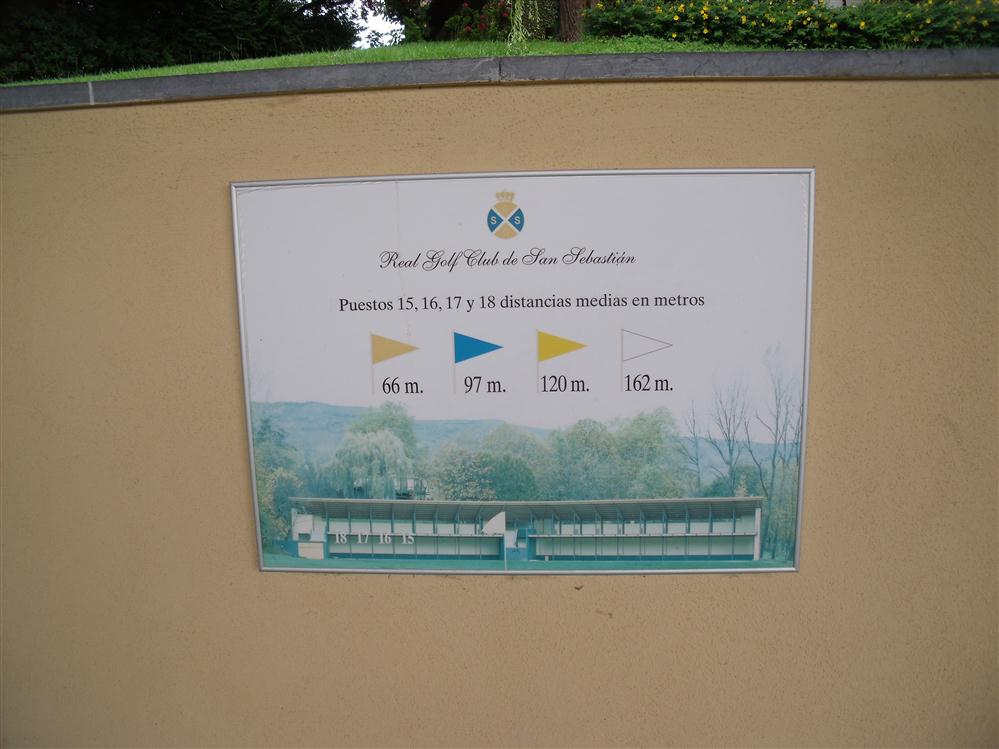 S S
Real Golf Club de San Sebastián
Puestos 15, 16, 17 y 18 distancias medias en metros
66 m. 97 m. 120 m. 162 m.
18 17 16 15